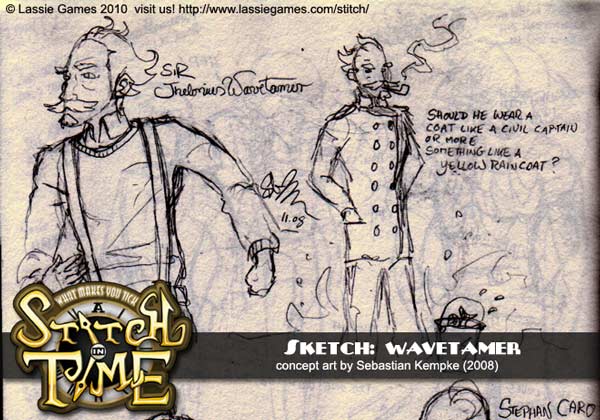 © Lassie Games 2010 visit us! http://www.lassiegames.com/stitch/
SIR
Thelonius Wavetamer
SHOULD HE WEAR A
COAT LIKE A CIVIL CAPTAIN
OR MORE
SOMETHING LIKE A
YELLOW RAINCOAT?
11.08
WHAT MAKES YOU TICK
A
STITCH
IN
TIME
SKETCH: WAVETAMER
concept art by Sebastian Kempke (2008)
STEPHAN CARO